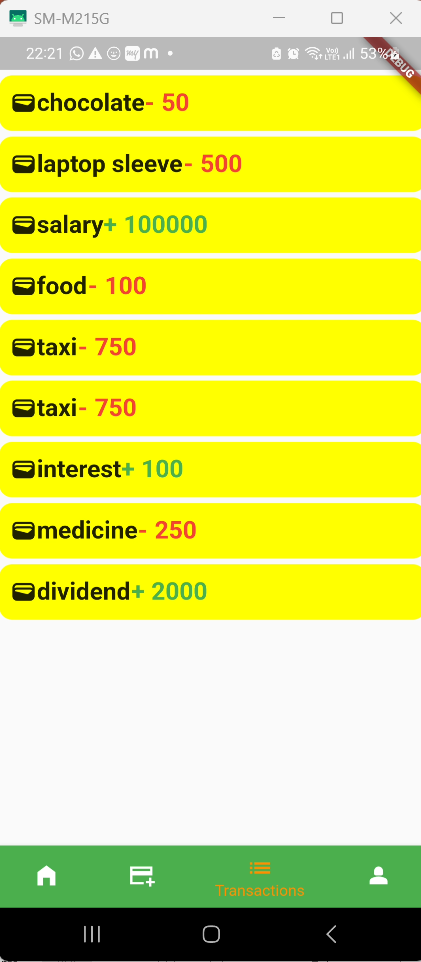 SM-M215G
22:21 53%
DEBUG
chocolate- 50
laptop sleeve- 500
salary+ 100000
food- 100
taxi- 750
taxi- 750
interest+ 100
medicine- 250
dividend+ 2000
Transactions